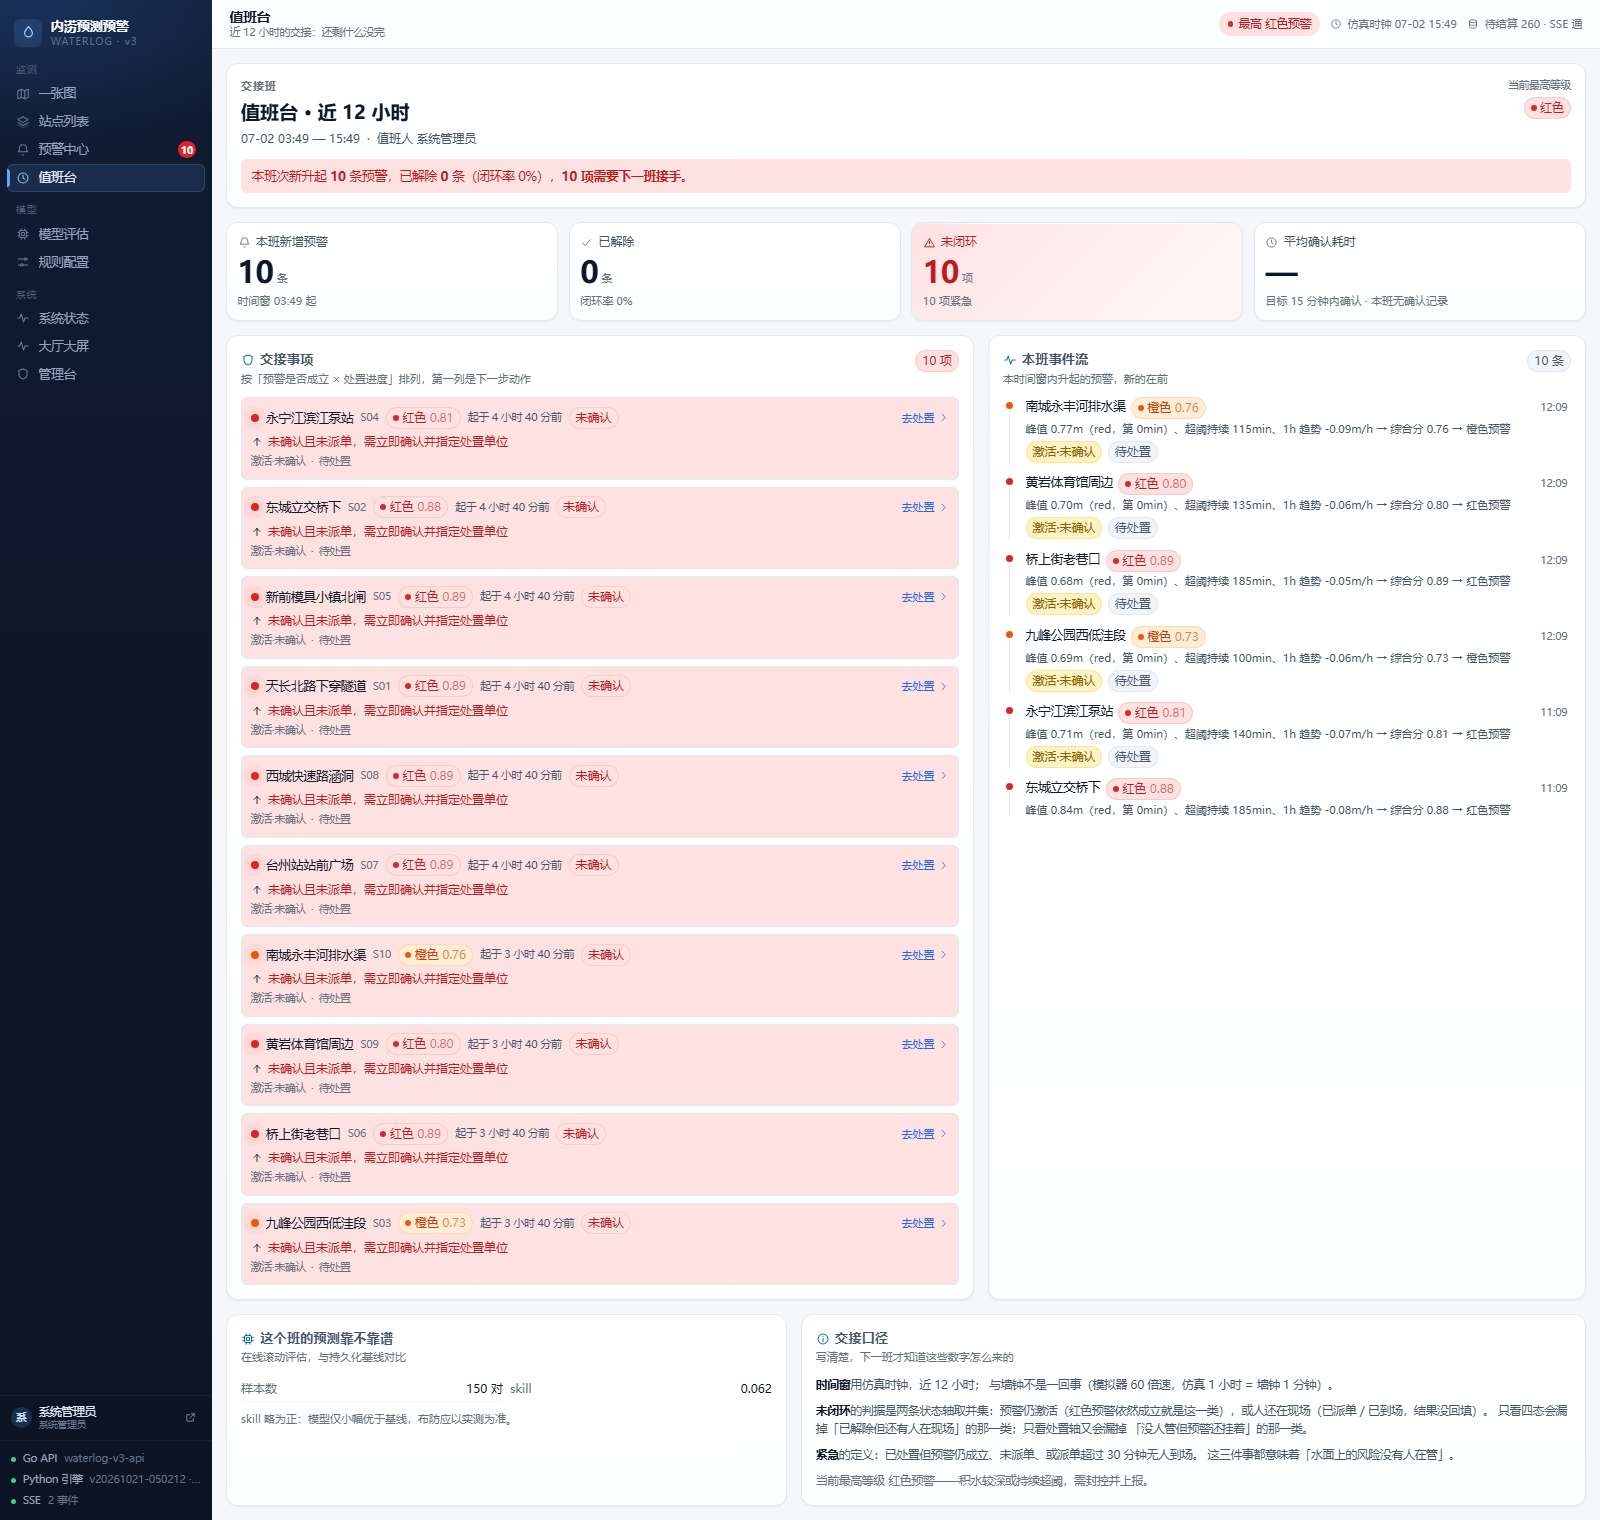 内涝预测预警
WATERLOG · v3
监测
一张图
站点列表
预警中心 10
值班台
模型
模型评估
规则配置
系统
系统状态
大厅大屏
管理台
系 系统管理员
系统管理员
Go API waterlog-v3-api
Python 引擎 v20261021-050212 ·...
SSE 2 事件
值班台
近 12 小时的交接：还剩什么没完
最高 红色预警 仿真时钟 07-02 15:49 待结算 260 · SSE 通
交接班
值班台 • 近 12 小时
07-02 03:49 — 15:49 · 值班人 系统管理员
当前最高等级
红色
本班次新升起 10 条预警，已解除 0 条（闭环率 0%），10 项需要下一班接手。
本班新增预警
10 条
时间窗 03:49 起
已解除
0 条
闭环率 0%
未闭环
10 项
10 项紧急
平均确认耗时
—
目标 15 分钟内确认 · 本班无确认记录
交接事项 10 项
按「预警是否成立 × 处置进度」排列，第一列是下一步动作
永宁江滨江泵站 S04 红色 0.81 起于 4 小时 40 分前 未确认 去处置
↑ 未确认且未派单，需立即确认并指定处置单位
激活·未确认 · 待处置
东城立交桥下 S02 红色 0.88 起于 4 小时 40 分前 未确认 去处置
↑ 未确认且未派单，需立即确认并指定处置单位
激活·未确认 · 待处置
新前模具小镇北闸 S05 红色 0.89 起于 4 小时 40 分前 未确认 去处置
↑ 未确认且未派单，需立即确认并指定处置单位
激活·未确认 · 待处置
天长北路下穿隧道 S01 红色 0.89 起于 4 小时 40 分前 未确认 去处置
↑ 未确认且未派单，需立即确认并指定处置单位
激活·未确认 · 待处置
西城快速路涵洞 S08 红色 0.89 起于 4 小时 40 分前 未确认 去处置
↑ 未确认且未派单，需立即确认并指定处置单位
激活·未确认 · 待处置
台州站站前广场 S07 红色 0.89 起于 4 小时 40 分前 未确认 去处置
↑ 未确认且未派单，需立即确认并指定处置单位
激活·未确认 · 待处置
南城永丰河排水渠 S10 橙色 0.76 起于 3 小时 40 分前 未确认 去处置
↑ 未确认且未派单，需立即确认并指定处置单位
激活·未确认 · 待处置
黄岩体育馆周边 S09 红色 0.80 起于 3 小时 40 分前 未确认 去处置
↑ 未确认且未派单，需立即确认并指定处置单位
激活·未确认 · 待处置
桥上街老巷口 S06 红色 0.89 起于 3 小时 40 分前 未确认 去处置
↑ 未确认且未派单，需立即确认并指定处置单位
激活·未确认 · 待处置
九峰公园西低洼段 S03 橙色 0.73 起于 3 小时 40 分前 未确认 去处置
↑ 未确认且未派单，需立即确认并指定处置单位
激活·未确认 · 待处置
本班事件流 10 条
本时间窗内升起的预警，新的在前
南城永丰河排水渠 橙色 0.76 12:09
峰值 0.77m（red，第 0min）、超阈持续 115min、1h 趋势 -0.09m/h → 综合分 0.76 → 橙色预警
激活·未确认 待处置
黄岩体育馆周边 红色 0.80 12:09
峰值 0.70m（red，第 0min）、超阈持续 135min、1h 趋势 -0.06m/h → 综合分 0.80 → 红色预警
激活·未确认 待处置
桥上街老巷口 红色 0.89 12:09
峰值 0.68m（red，第 0min）、超阈持续 185min、1h 趋势 -0.05m/h → 综合分 0.89 → 红色预警
激活·未确认 待处置
九峰公园西低洼段 橙色 0.73 12:09
峰值 0.69m（red，第 0min）、超阈持续 100min、1h 趋势 -0.06m/h → 综合分 0.73 → 橙色预警
激活·未确认 待处置
永宁江滨江泵站 红色 0.81 11:09
峰值 0.71m（red，第 0min）、超阈持续 140min、1h 趋势 -0.07m/h → 综合分 0.81 → 红色预警
激活·未确认 待处置
东城立交桥下 红色 0.88 11:09
峰值 0.84m（red，第 0min）、超阈持续 185min、1h 趋势 -0.08m/h → 综合分 0.88 → 红色预警
这个班的预测靠不靠谱
在线滚动评估，与持久化基线对比
样本数 150 对 skill 0.062
skill 略为正：模型仅小幅优于基线，布防应以实测为准。
交接口径
写清楚，下一班才知道这些数字怎么来的
时间窗用仿真时钟，近 12 小时； 与墙钟不是一回事（模拟器 60 倍速，仿真 1 小时 = 墙钟 1 分钟）。
未闭环的判据是两条状态轴取并集：预警仍激活（红色预警依然成立就是这一类），或人还在现场（已派单 / 已到场，结果没回填）。 只看四态会漏
掉「已解除但还有人在现场」的那一类；只看处置轴又会漏掉 「没人管但预警还挂着」的那一类。
紧急的定义：已处置但预警仍成立、未派单、或派单超过 30 分钟无人到场。 这三件事都意味着「水面上的风险没有人在管」。
当前最高等级 红色预警——积水较深或持续超阈，需封控并上报。